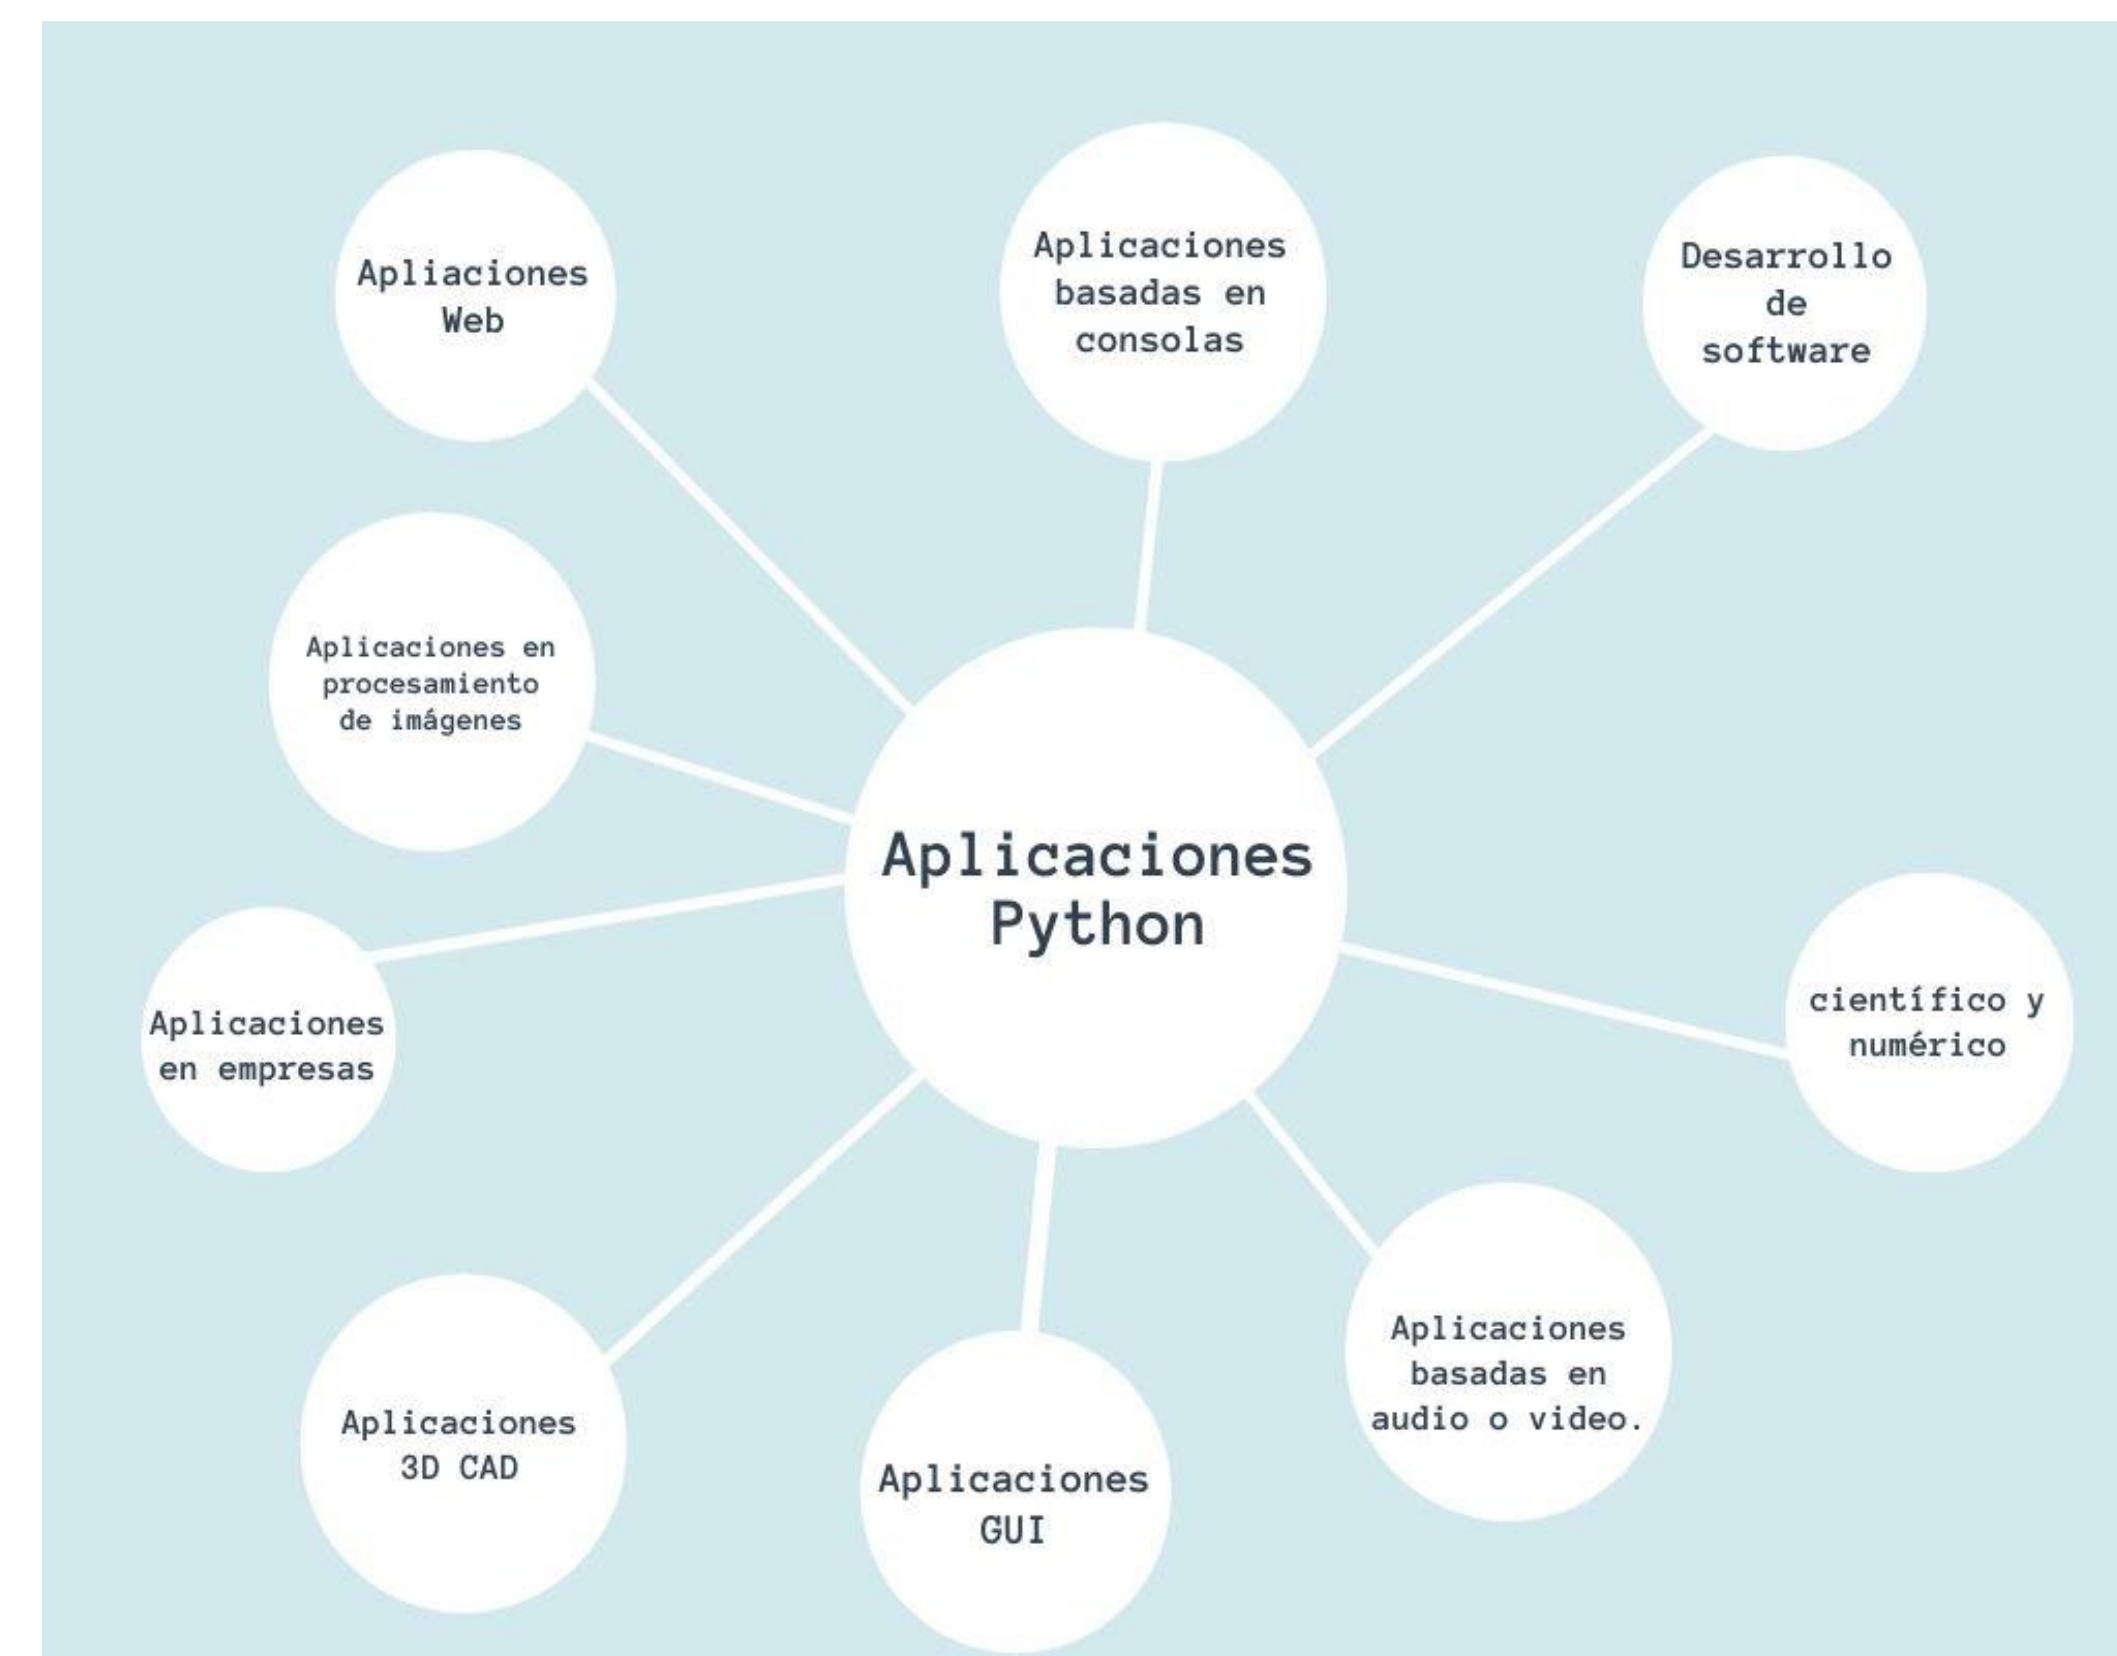 Apliaciones
Web
Aplicaciones
basadas en
consolas
Desarrollo
de
software
Aplicaciones en
procesamiento
de imágenes
Aplicaciones
Python
Aplicaciones
en empresas
científico y
numérico
Aplicaciones
3D CAD
Aplicaciones
GUI
Aplicaciones
basadas en
audio o video.